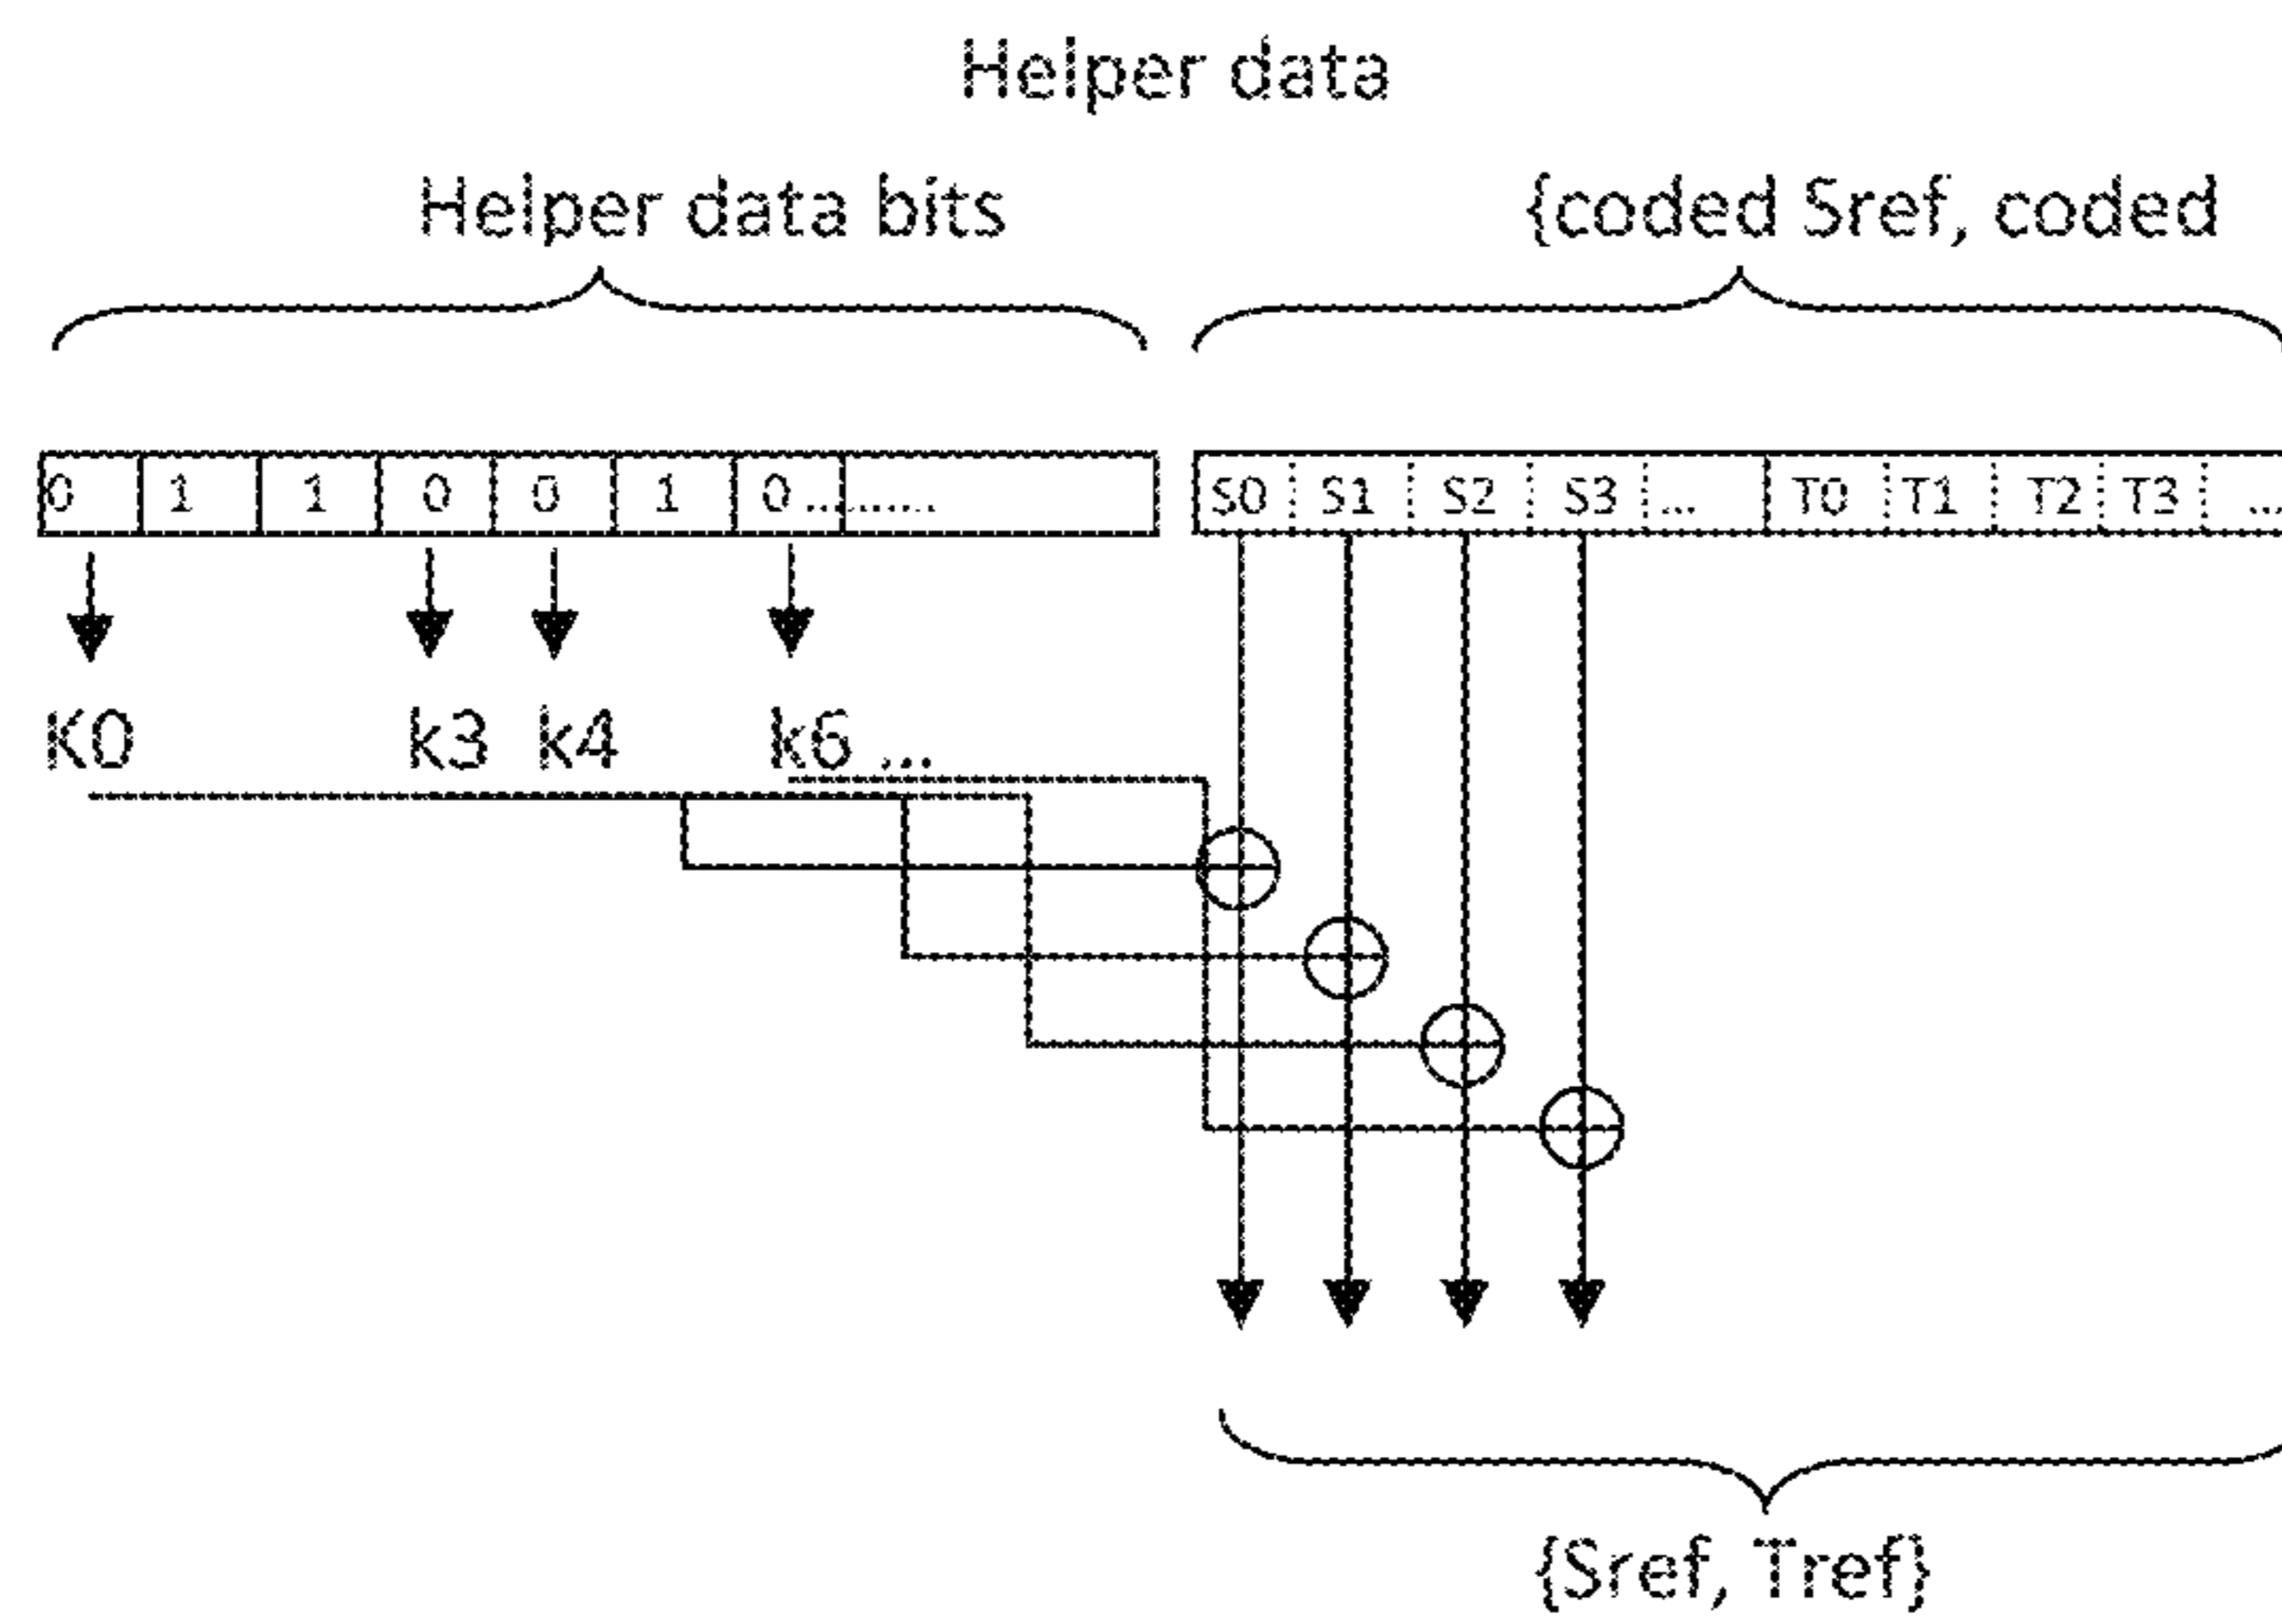 Helper data
Helper data bits {coded Sref, coded
0 1 1 0 0 1 0......... S0 S1 S2 S3 ... T0 T1 T2 T3 ...
K0 k3 k4 k6 ...
{Sref, Tref}